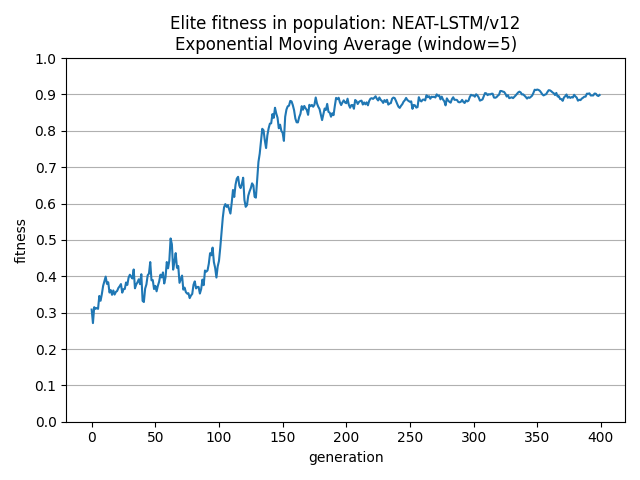 Elite fitness in population: NEAT-LSTM/v12
Exponential Moving Average (window=5)
1.0
0.9
0.8
0.7
0.6
0.5
0.4
0.3
0.2
0.1
0.0
fitness
0 50 100 150 200 250 300 350 400
generation